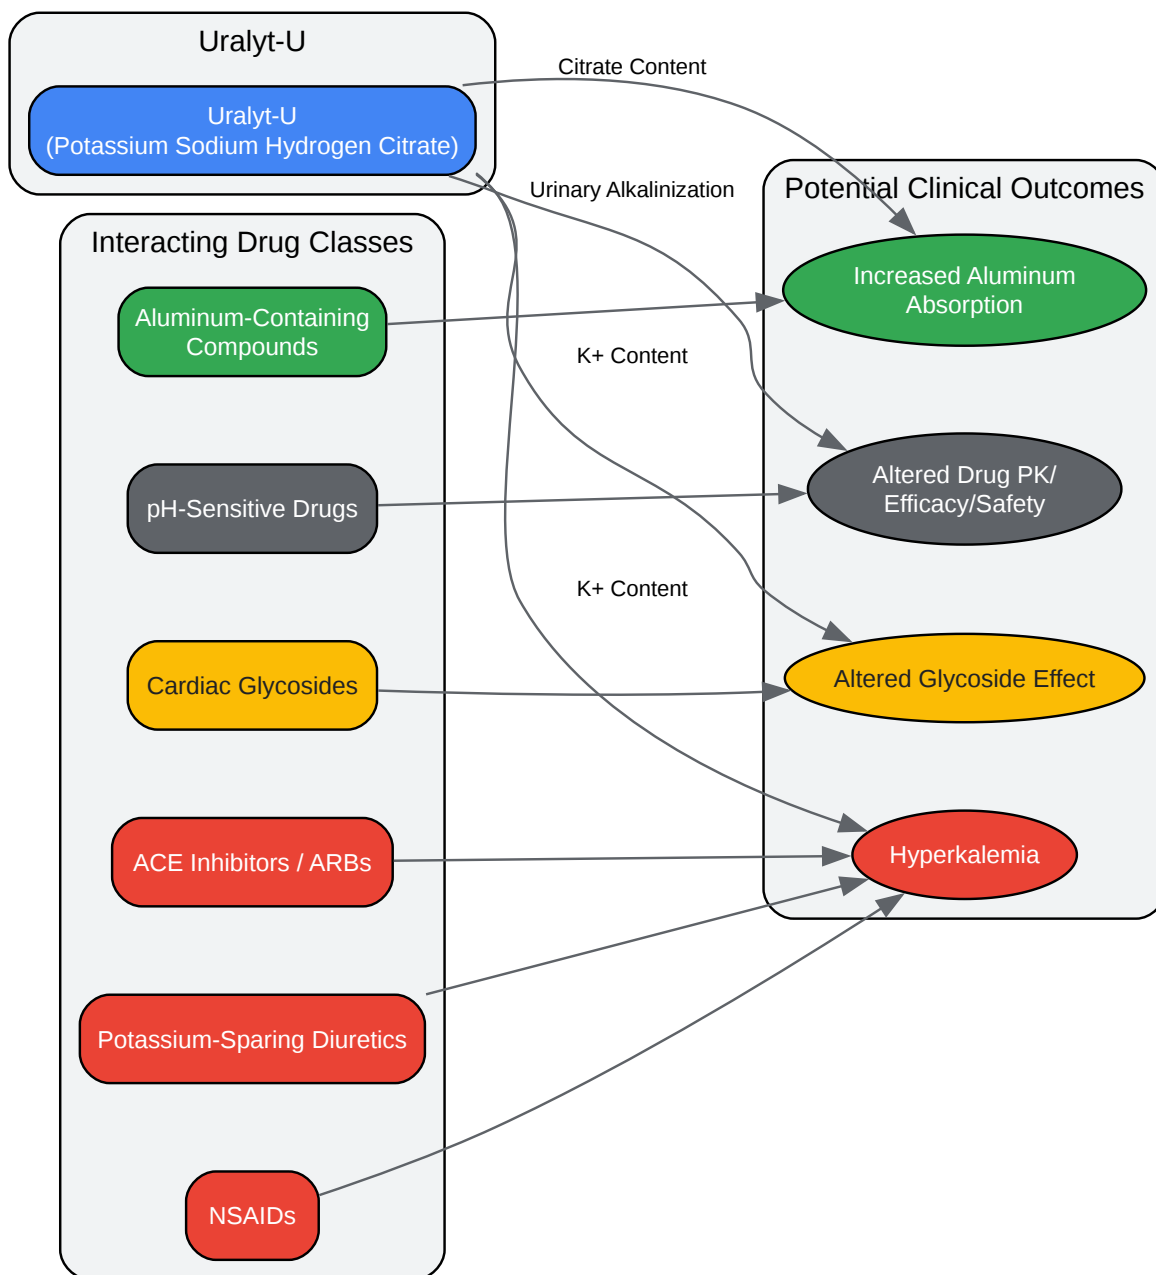 Uralyt-U
Uralyt-U
(Potassium Sodium Hydrogen Citrate)
Citrate Content
Urinary Alkalinization
K+ Content
K+ Content
Interacting Drug Classes
Aluminum-Containing
Compounds
pH-Sensitive Drugs
Cardiac Glycosides
ACE Inhibitors / ARBs
Potassium-Sparing Diuretics
NSAIDs
Potential Clinical Outcomes
Increased Aluminum
Absorption
Altered Drug PK/
Efficacy/Safety
Altered Glycoside Effect
Hyperkalemia